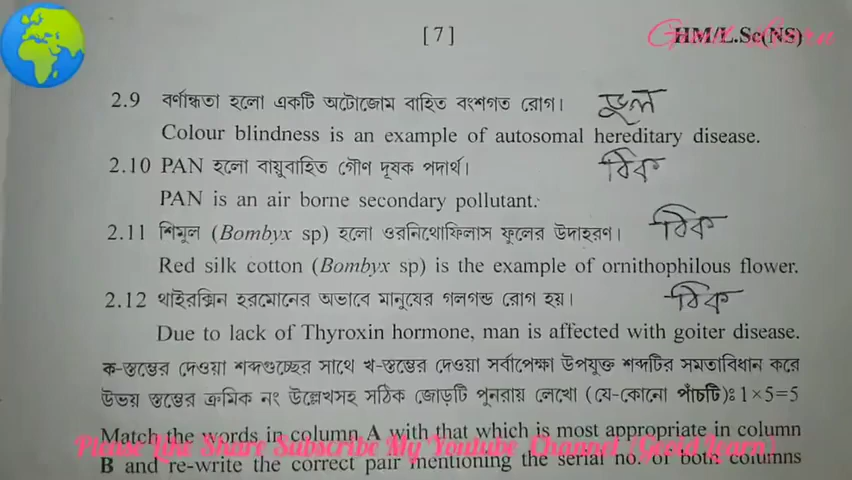 [ 7 ]
HM/L.Sc(NS)
Geoid Learn
2.9 বর্ণান্ধতা হলো একটি অটোজোম বাহিত বংশগত রোগ। ভুল
Colour blindness is an example of autosomal hereditary disease.
2.10 PAN হলো বায়ুবাহিত গৌণ দূষক পদার্থ। ঠিক
PAN is an air borne secondary pollutant.
2.11 শিমুল (Bombyx sp) হলো ওরনিথোফিলাস ফুলের উদাহরণ। ঠিক
Red silk cotton (Bombyx sp) is the example of ornithophilous flower.
2.12 থাইরক্সিন হরমোনের অভাবে মানুষের গলগন্ড রোগ হয়। ঠিক
Due to lack of Thyroxin hormone, man is affected with goiter disease.
ক-স্তম্ভের দেওয়া শব্দগুচ্ছের সাথে খ-স্তম্ভের দেওয়া সর্বাপেক্ষা উপযুক্ত শব্দটির সমতাবিধান করে
উভয় স্তম্ভের ক্রমিক নং উল্লেখসহ সঠিক জোড়টি পুনরায় লেখো (যে-কোনো পাঁচটি)ঃ 1×5=5
Match the words in column A with that which is most appropriate in column
Please Like Share Subscribe My Youtube Channel (Geoid Learn)
B and re-write the correct pair mentioning the serial no. of both columns